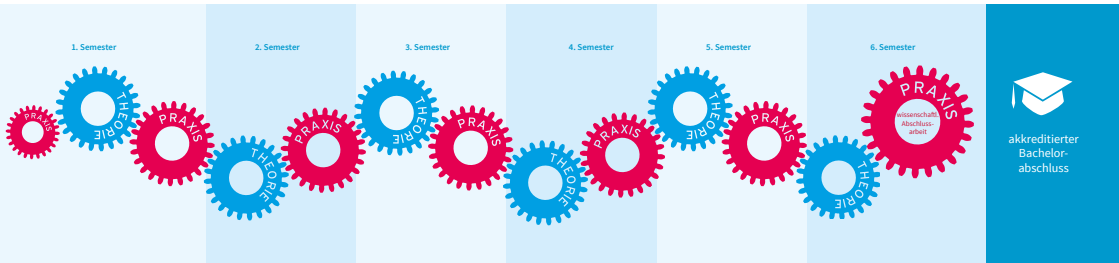 1. Semester
2. Semester
3. Semester
4. Semester
5. Semester
6. Semester
PRAXIS
THEORIE
PRAXIS
THEORIE
PRAXIS
THEORIE
PRAXIS
THEORIE
PRAXIS
THEORIE
PRAXIS
THEORIE
PRAXIS
wissenschaftl.
Abschluss-
arbeit
akkreditierter
Bachelor-
abschluss